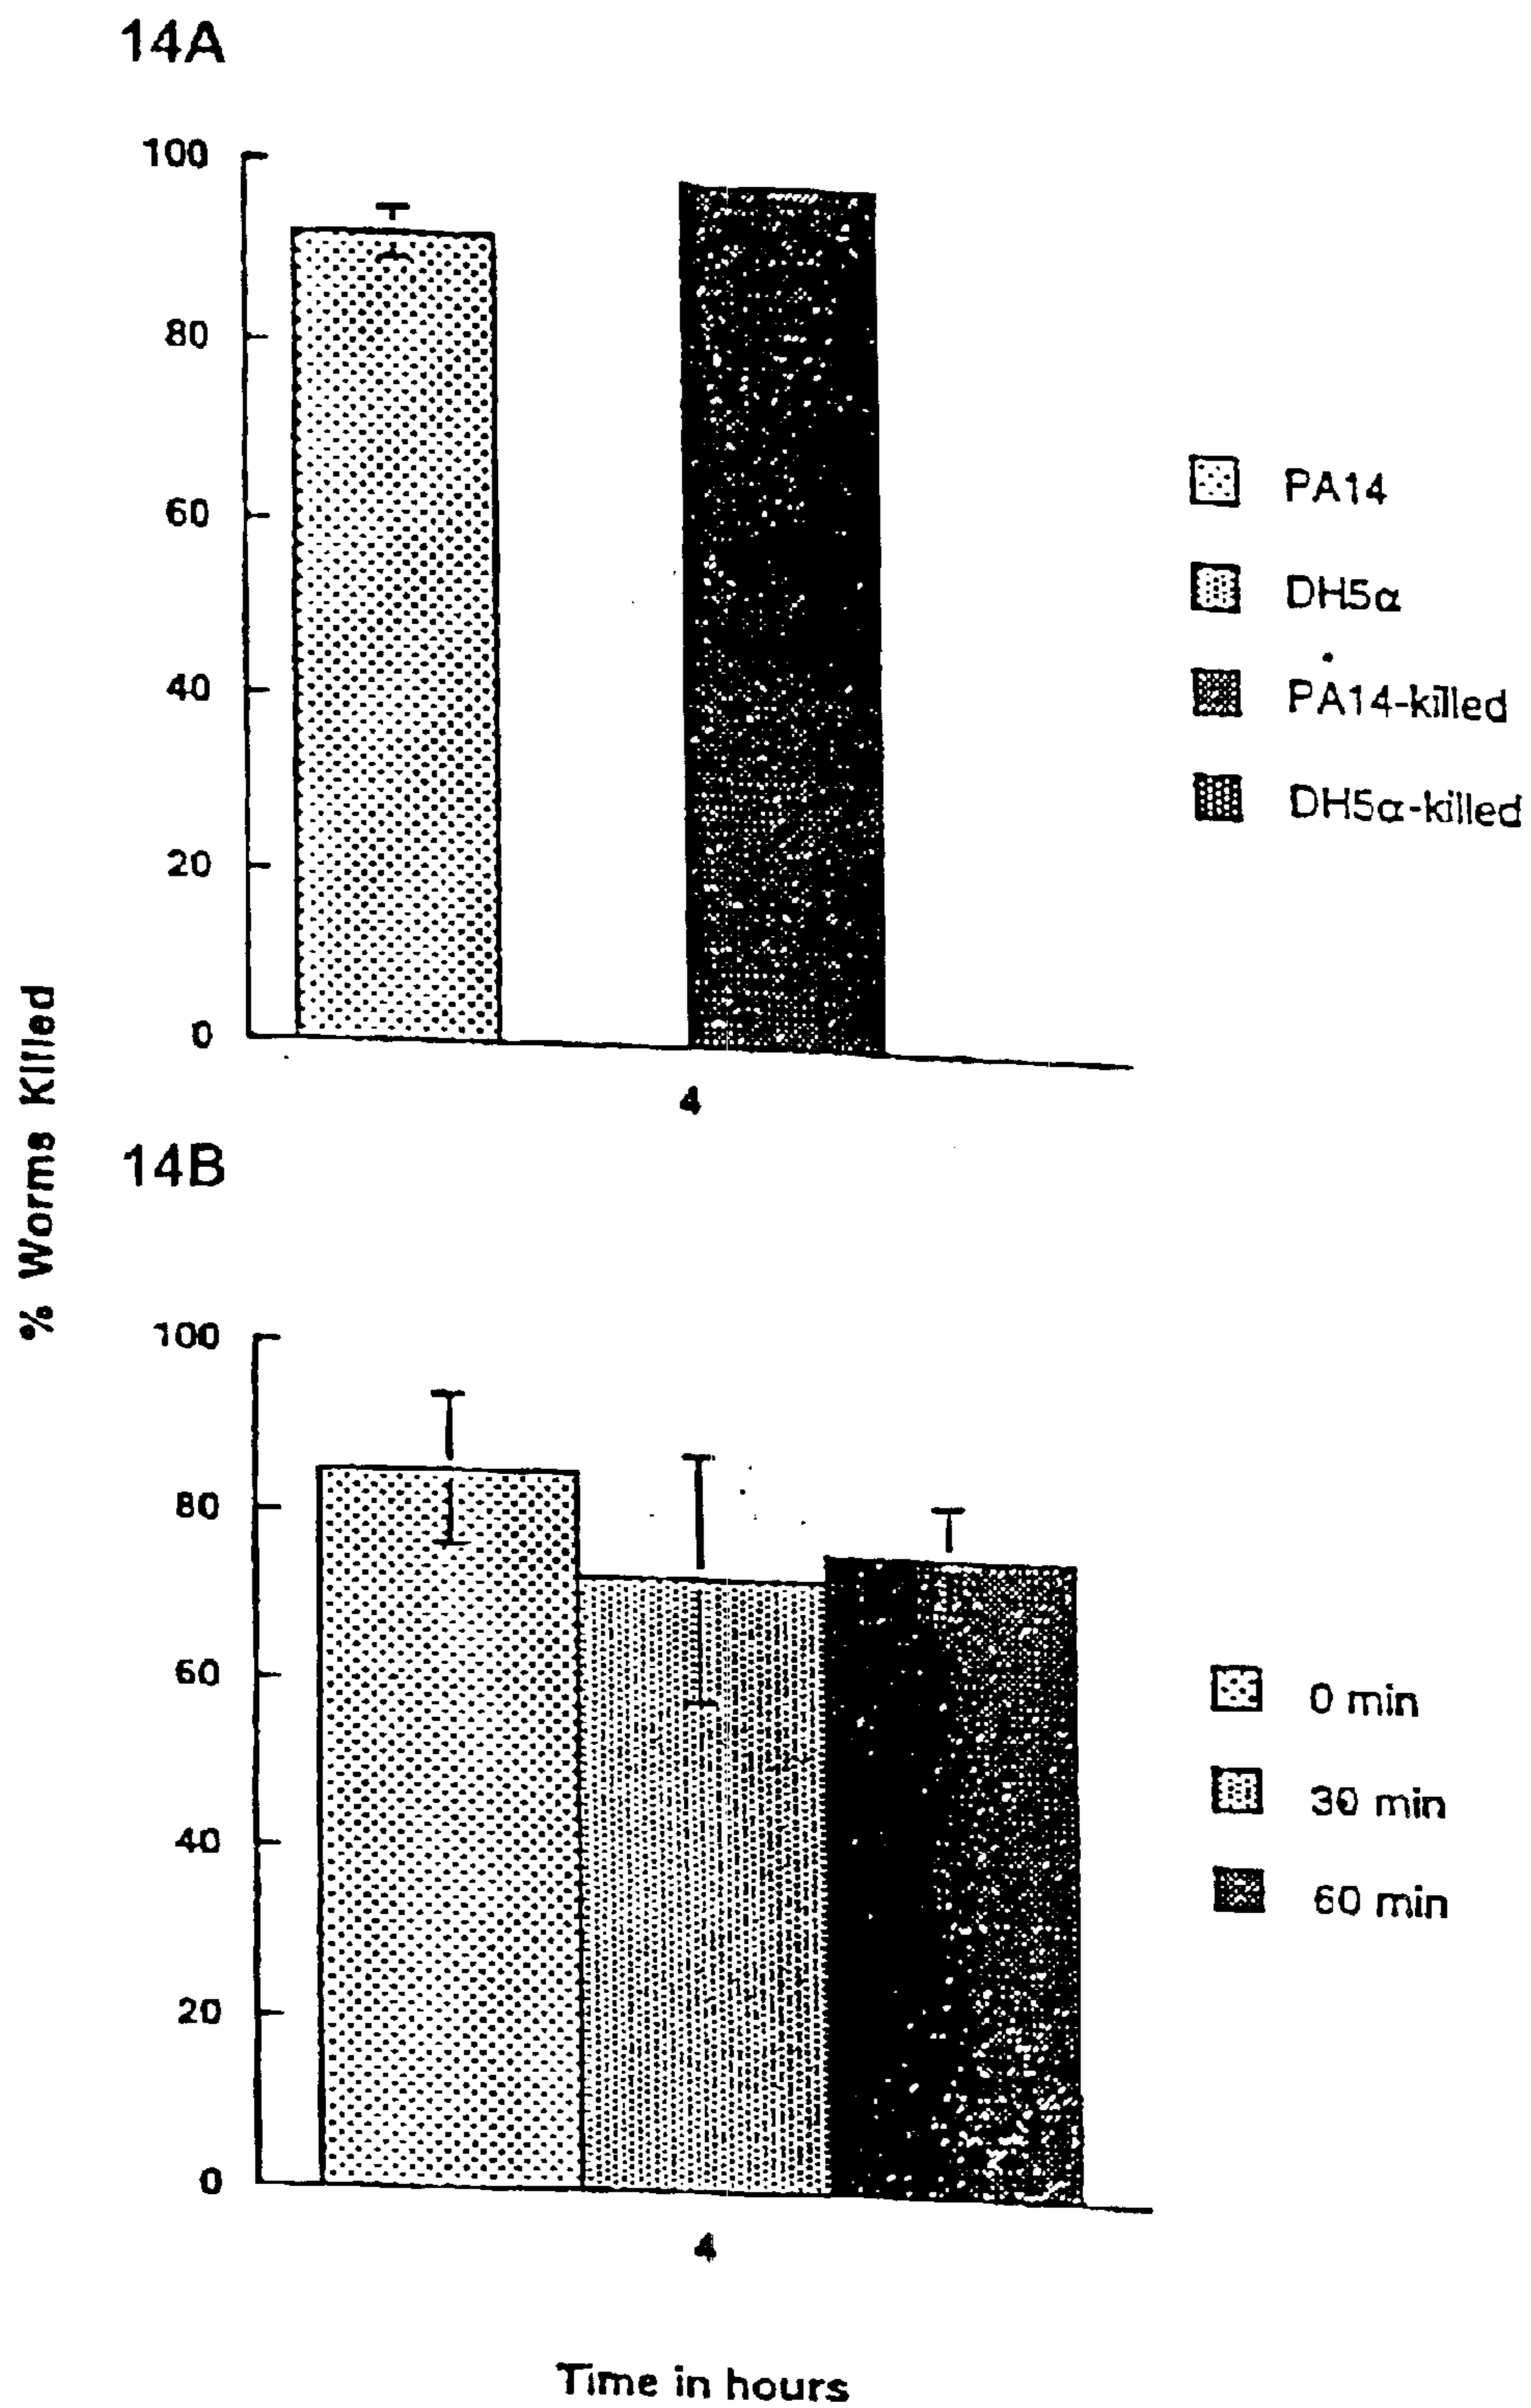 14A
100
80
60
40
20
0
4
PA14
DH5α
PA14-killed
DH5α-killed
% Worms Killed
14B
100
80
60
40
20
0
4
0 min
30 min
60 min
Time in hours